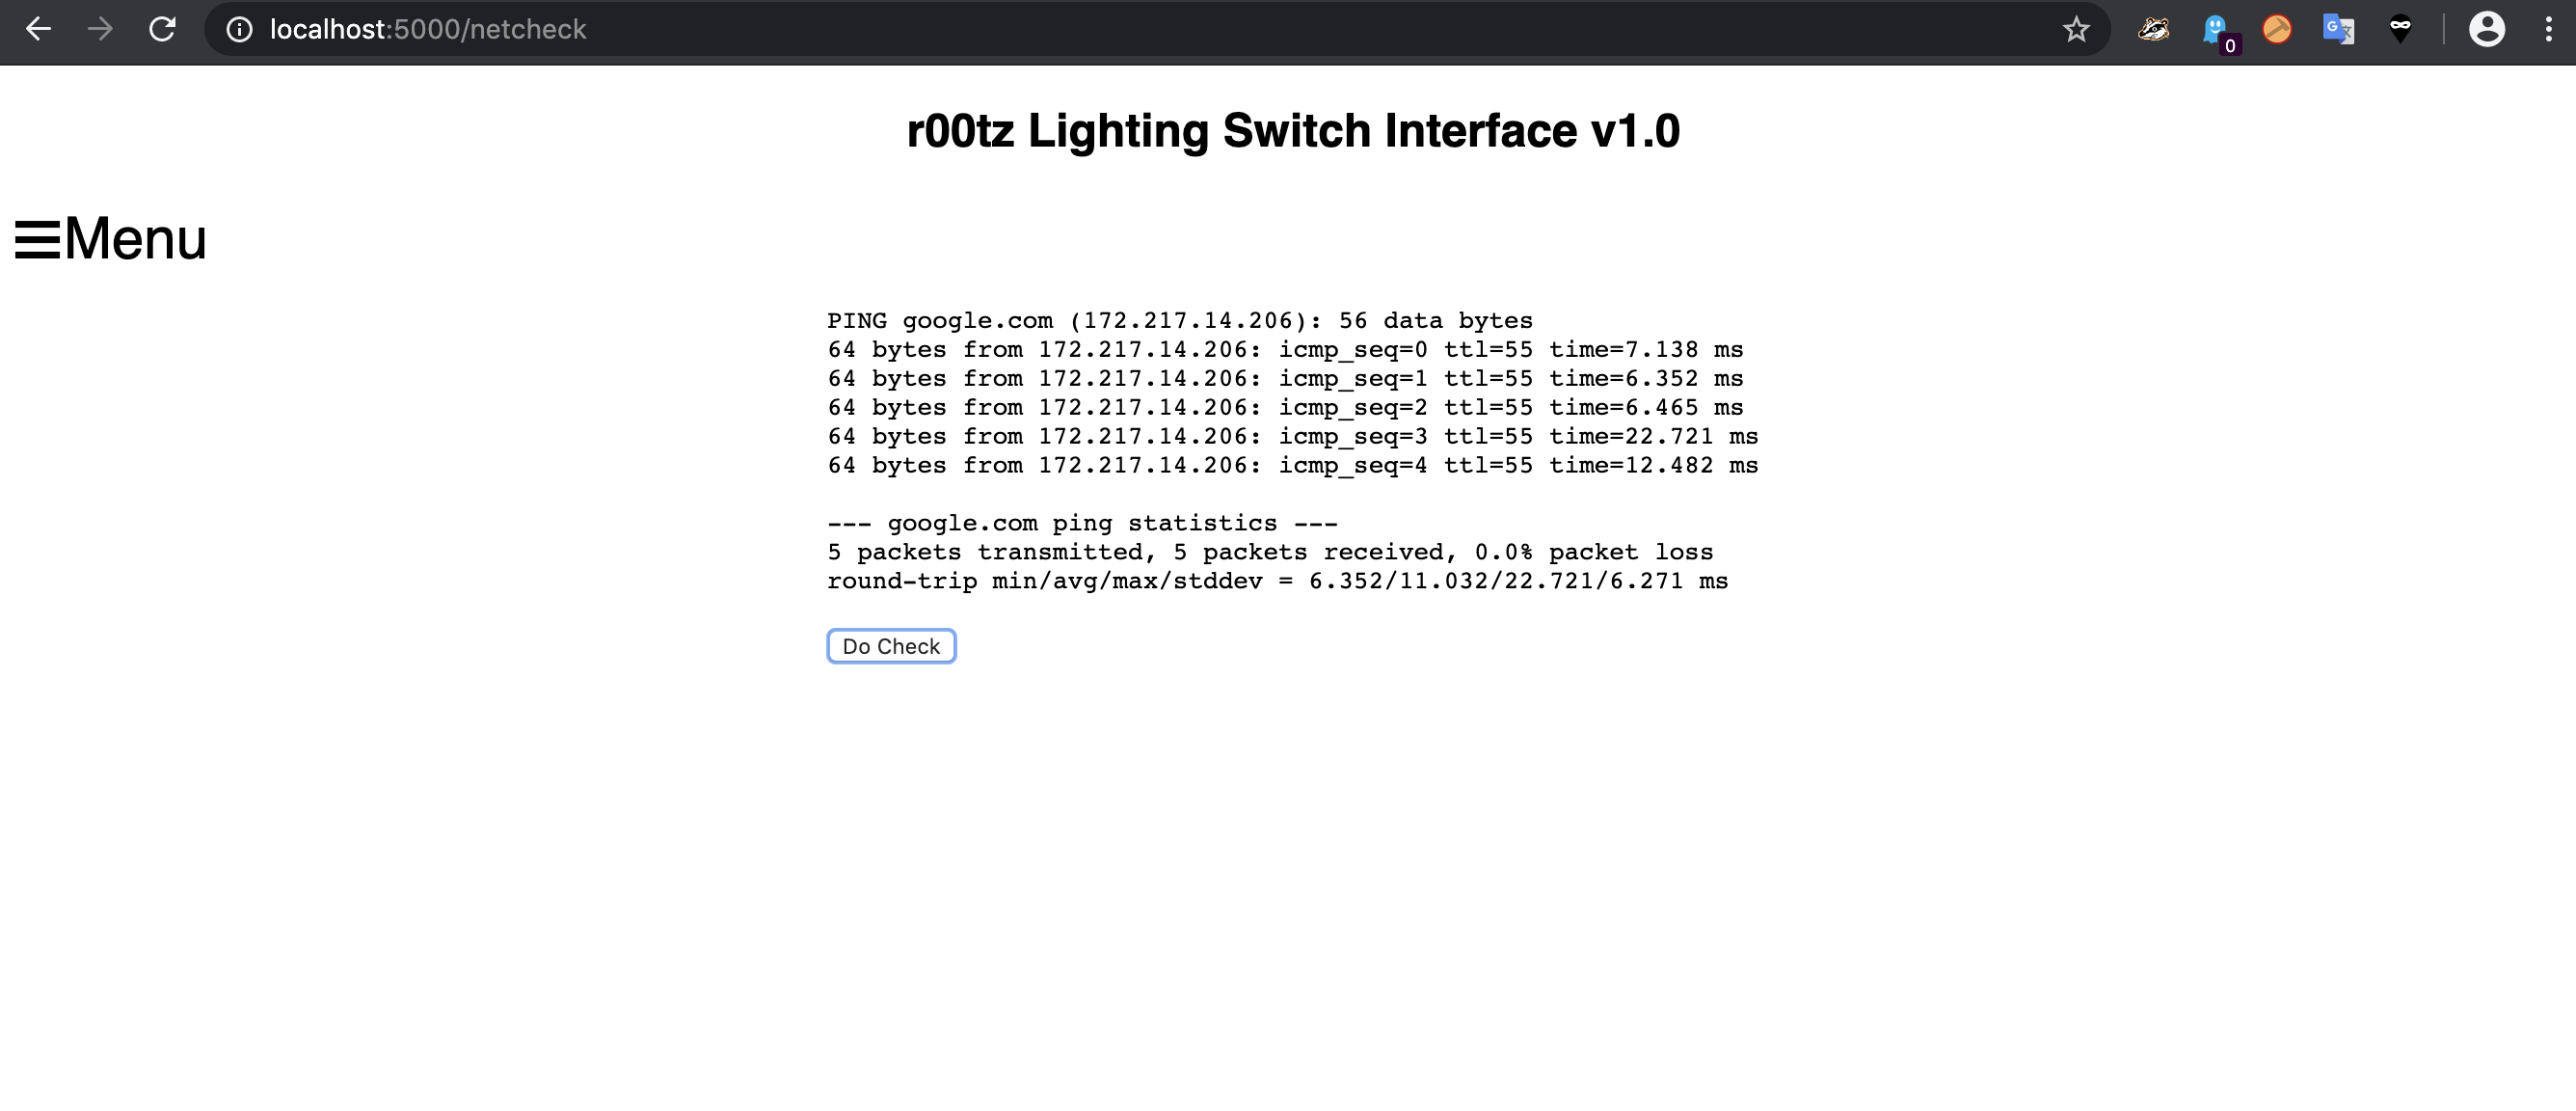 localhost:5000/netcheck
0
r00tz Lighting Switch Interface v1.0
Menu
PING google.com (172.217.14.206): 56 data bytes
64 bytes from 172.217.14.206: icmp_seq=0 ttl=55 time=7.138 ms
64 bytes from 172.217.14.206: icmp_seq=1 ttl=55 time=6.352 ms
64 bytes from 172.217.14.206: icmp_seq=2 ttl=55 time=6.465 ms
64 bytes from 172.217.14.206: icmp_seq=3 ttl=55 time=22.721 ms
64 bytes from 172.217.14.206: icmp_seq=4 ttl=55 time=12.482 ms
--- google.com ping statistics ---
5 packets transmitted, 5 packets received, 0.0% packet loss
round-trip min/avg/max/stddev = 6.352/11.032/22.721/6.271 ms
Do Check